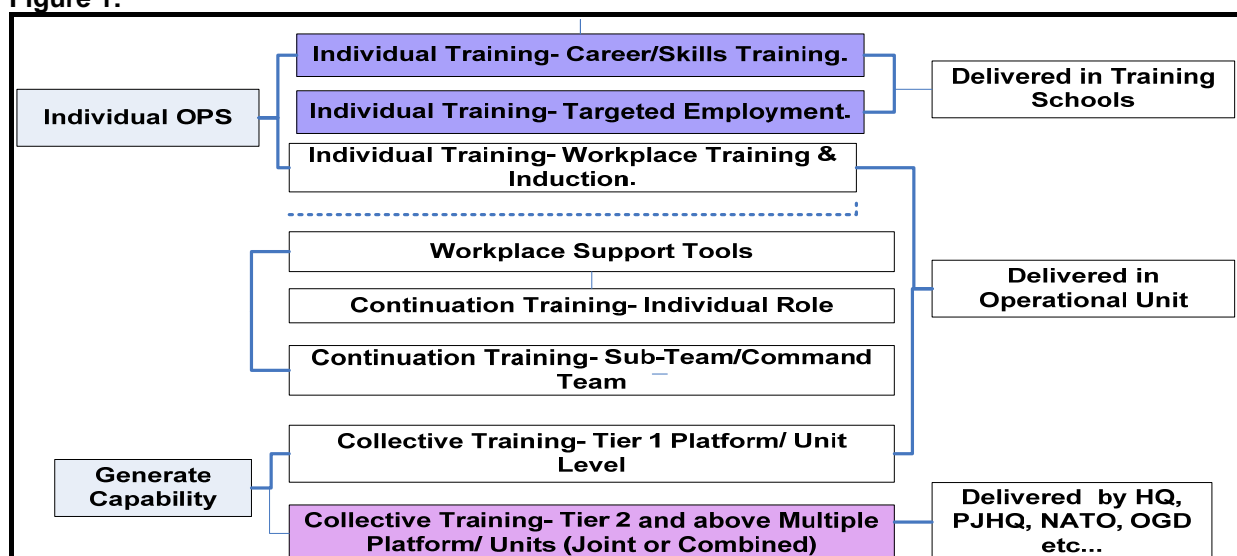 Figure 1:
Individual Training- Career/Skills Training.
Individual OPS
Individual Training- Targeted Employment.
Delivered in Training
Schools
Individual Training- Workplace Training &
Induction.
Workplace Support Tools
Continuation Training- Individual Role
Delivered in
Operational Unit
Continuation Training- Sub-Team/Command
Team
Collective Training- Tier 1 Platform/ Unit
Level
Generate
Capability
Collective Training- Tier 2 and above Multiple
Platform/ Units (Joint or Combined)
Delivered by HQ,
PJHQ, NATO, OGD
etc...